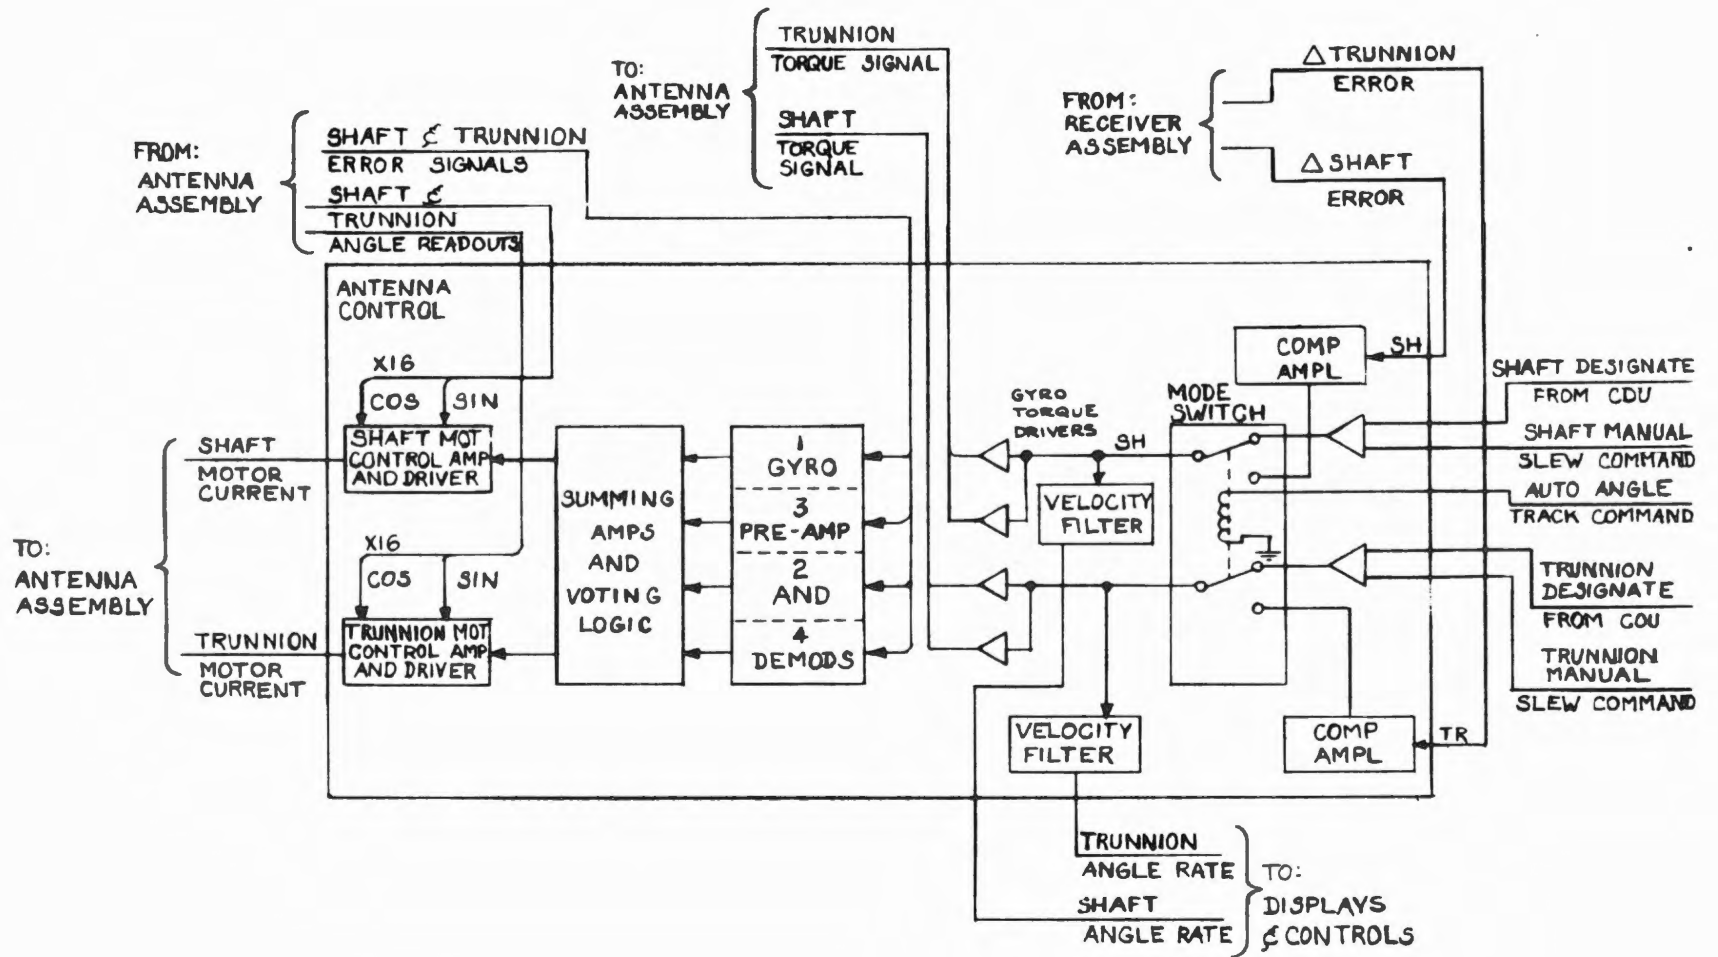 TRUNNION
TORQUE SIGNAL
TO:
ANTENNA
ASSEMBLY
SHAFT
TORQUE
SIGNAL
△ TRUNNION
ERROR
FROM:
RECEIVER
ASSEMBLY
△ SHAFT
ERROR
FROM:
ANTENNA
ASSEMBLY
SHAFT & TRUNNION
ERROR SIGNALS
SHAFT &
TRUNNION
ANGLE READOUTS
ANTENNA
CONTROL
X16
COS SIN
SHAFT MOT
CONTROL AMP
AND DRIVER
SHAFT
MOTOR
CURRENT
TO:
ANTENNA
ASSEMBLY
X16
COS SIN
TRUNNION MOT
CONTROL AMP
AND DRIVER
TRUNNION
MOTOR
CURRENT
SUMMING
AMPS
AND
VOTING
LOGIC
1
GYRO
3
PRE-AMP
2
AND
4
DEMODS
GYRO
TORQUE
DRIVERS
SH
VELOCITY
FILTER
VELOCITY
FILTER
MODE
SWITCH
COMP
AMPL
SH
COMP
AMPL
TR
SHAFT DESIGNATE
FROM CDU
SHAFT MANUAL
SLEW COMMAND
AUTO ANGLE
TRACK COMMAND
TRUNNION
DESIGNATE
FROM COU
TRUNNION
MANUAL
SLEW COMMAND
TRUNNION
ANGLE RATE
SHAFT
ANGLE RATE
TO:
DISPLAYS
& CONTROLS